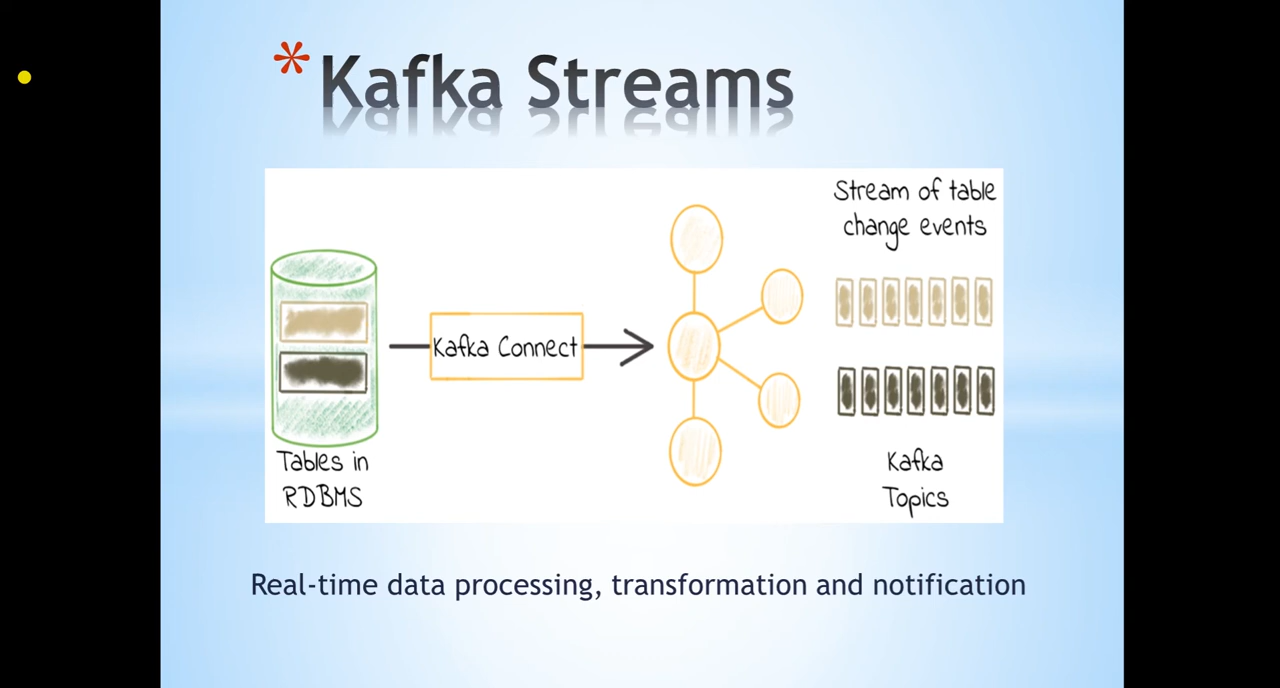 * Kafka Streams
Stream of table
change events
Kafka Connect
Tables in
RDBMS
Kafka
Topics
Real-time data processing, transformation and notification